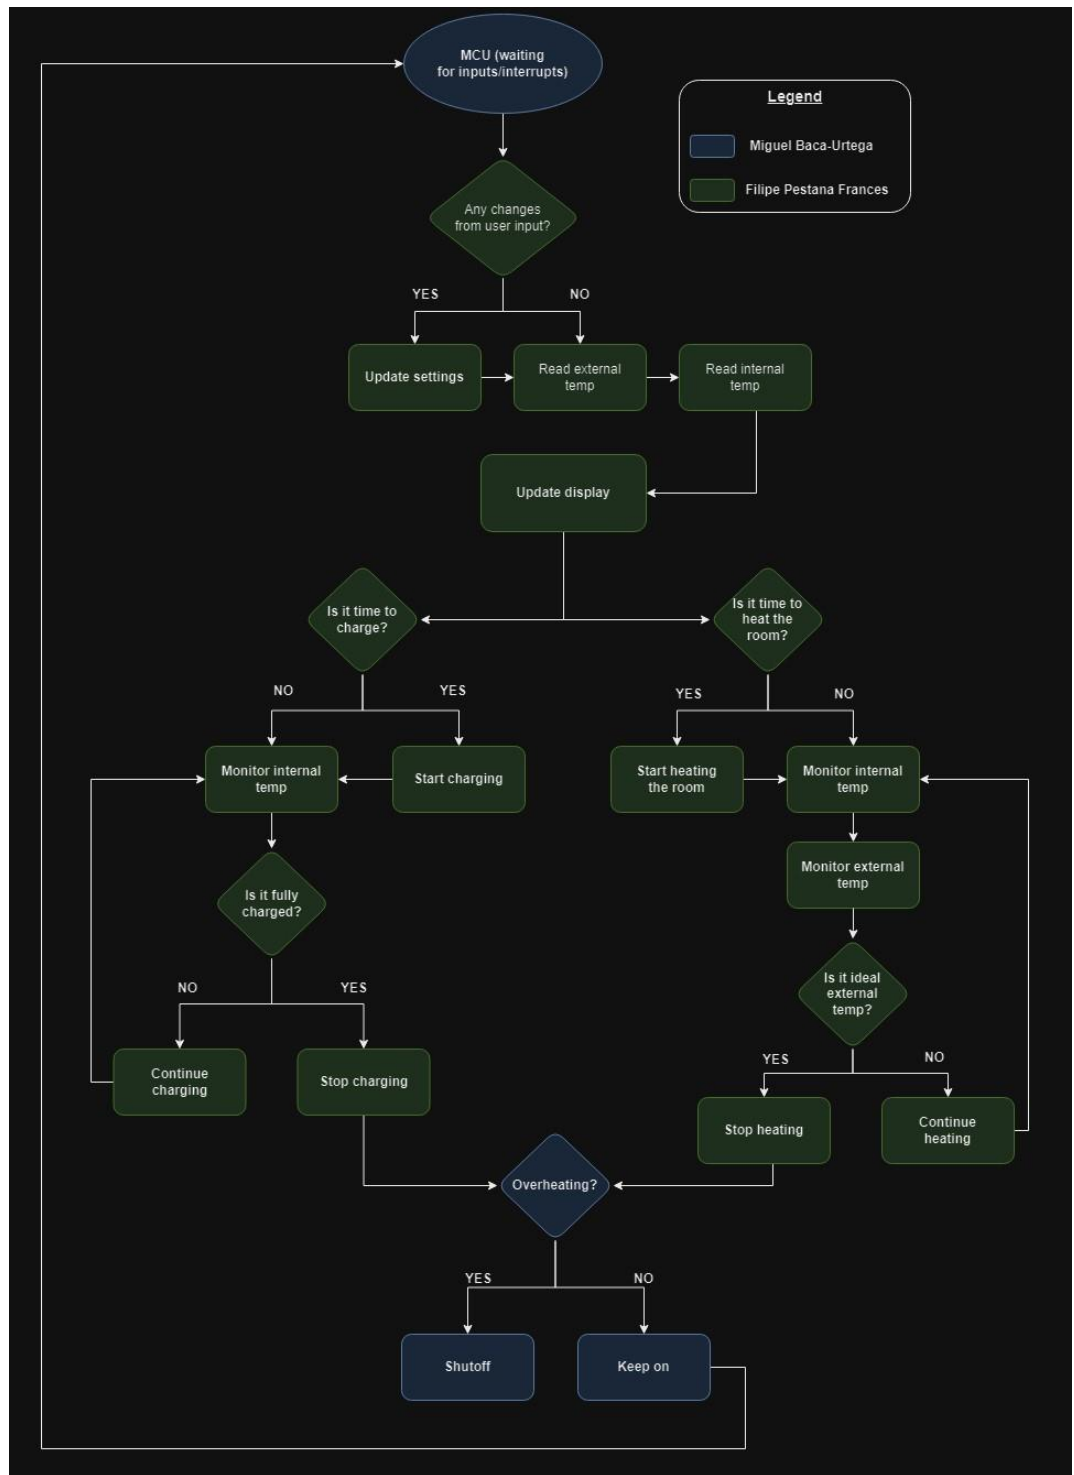 MCU (waiting
for inputs/interrupts)
Legend
Miguel Baca-Urtega
Filipe Pestana Frances
Any changes
from user input?
YES
NO
Update settings
Read external
temp
Read internal
temp
Update display
Is it time to
charge?
Is it time to
heat the
room?
NO
YES
YES
NO
Monitor internal
temp
Start charging
Start heating
the room
Monitor internal
temp
Monitor external
temp
Is it fully
charged?
Is it ideal
external
temp?
NO
YES
YES
NO
Continue
charging
Stop charging
Stop heating
Continue
heating
Overheating?
YES
NO
Shutoff
Keep on